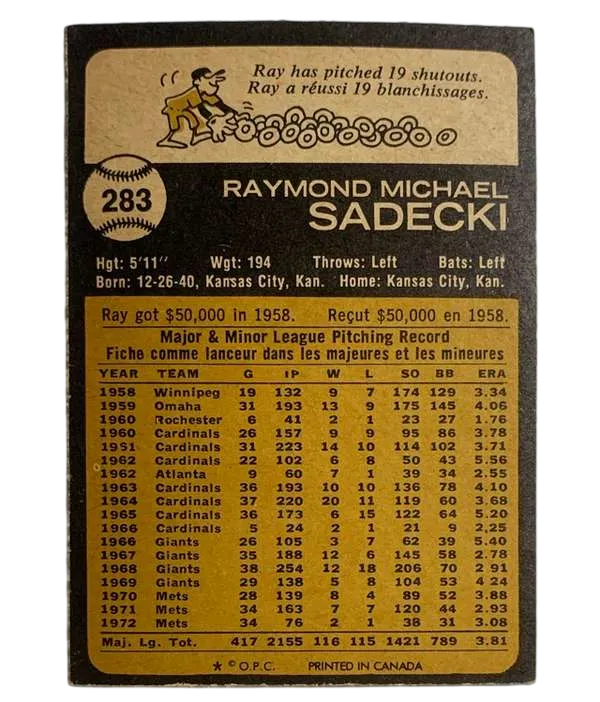 Ray has pitched 19 shutouts.
Ray a réussi 19 blanchissages.
283
RAYMOND MICHAEL
SADECKI
Hgt: 5'11" Wgt: 194 Throws: Left Bats: Left
Born: 12-26-40, Kansas City, Kan. Home: Kansas City, Kan.
Ray got $50,000 in 1958. Reçut $50,000 en 1958.
Major & Minor League Pitching Record
Fiche comme lanceur dans les majeures et les mineures
YEAR TEAM G IP W L SO BB ERA
1958 Winnipeg 19 132 9 7 174 129 3.34
1959 Omaha 31 193 13 9 175 145 4.06
1960 Rochester 6 41 2 1 23 27 1.76
1960 Cardinals 26 157 9 9 95 86 3.78
1951 Cardinals 31 223 14 10 114 102 3.71
1962 Cardinals 22 102 6 8 50 43 5.56
1962 Atlanta 9 60 7 1 39 34 2.55
1963 Cardinals 36 193 10 10 136 78 4.10
1964 Cardinals 37 220 20 11 119 60 3.68
1965 Cardinals 36 173 6 15 122 64 5.20
1966 Cardinals 5 24 2 1 21 9 2.25
1966 Giants 26 105 3 7 62 39 5.40
1967 Giants 35 188 12 6 145 58 2.78
1968 Giants 38 254 12 18 206 70 2 91
1969 Giants 29 138 5 8 104 53 4 24
1970 Mets 28 139 8 4 89 52 3.88
1971 Mets 34 163 7 7 120 44 2.93
1972 Mets 34 76 2 1 38 31 3.08
Maj. Lg. Tot. 417 2155 116 115 1421 789 3.81
* © O.P.C. PRINTED IN CANADA